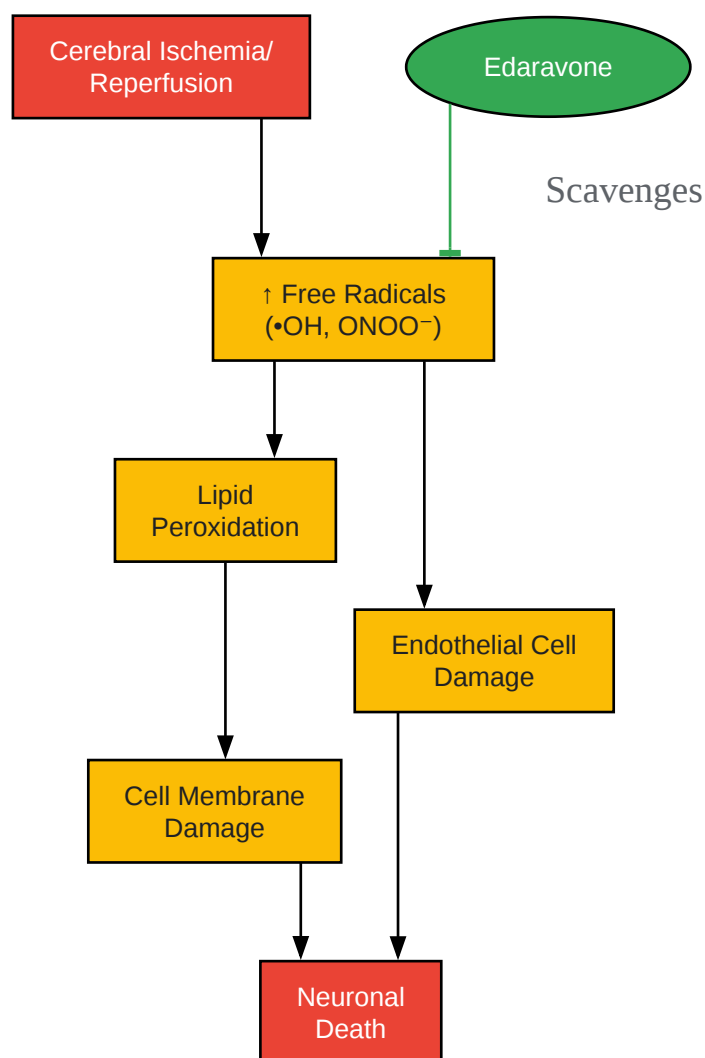 Cerebral Ischemia/
Reperfusion
Edaravone
Scavenges
↑ Free Radicals
(•OH, ONOO⁻)
Lipid
Peroxidation
Endothelial Cell
Damage
Cell Membrane
Damage
Neuronal
Death